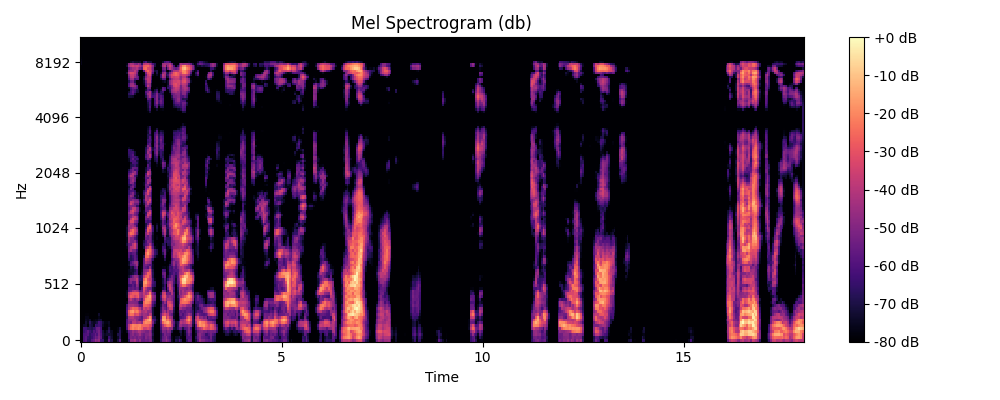 Mel Spectrogram (db)
8192
4096
2048
1024
512
0
Hz
0 5 10 15
Time
+0 dB
-10 dB
-20 dB
-30 dB
-40 dB
-50 dB
-60 dB
-70 dB
-80 dB